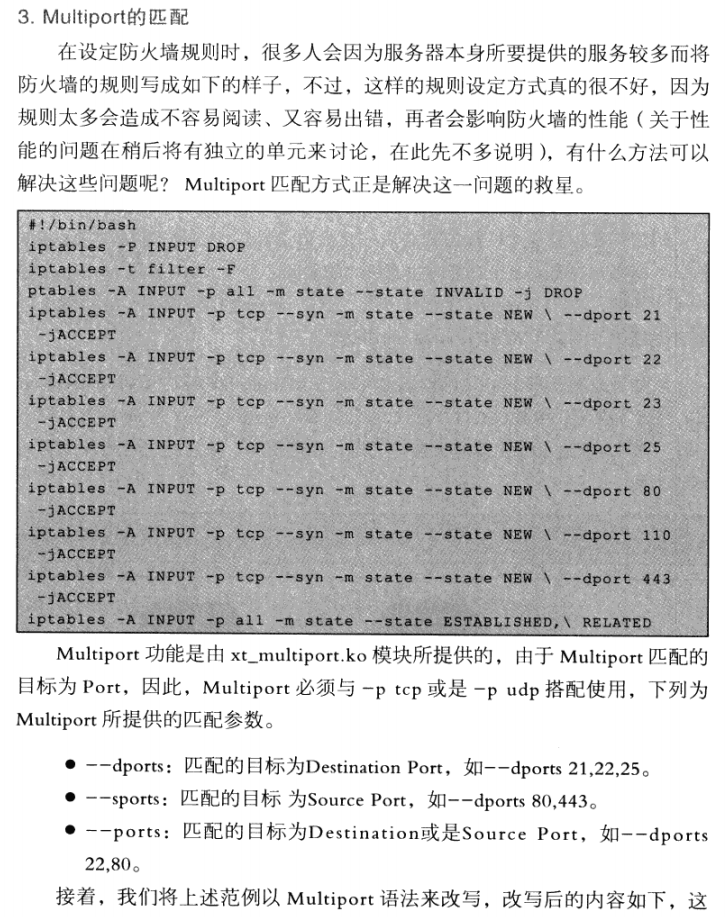 3. Multiport的匹配
在设定防火墙规则时，很多人会因为服务器本身所要提供的服务较多而将
防火墙的规则写成如下的样子，不过，这样的规则设定方式真的很不好，因为
规则太多会造成不容易阅读、又容易出错，再者会影响防火墙的性能（关于性
能的问题在稍后将有独立的单元来讨论，在此先不多说明），有什么方法可以
解决这些问题呢？ Multiport 匹配方式正是解决这一问题的救星。
#!/bin/bash
iptables -P INPUT DROP
iptables -t filter -F
ptables -A INPUT -p all -m state --state INVALID -j DROP
iptables -A INPUT -p tcp --syn -m state --state NEW \ --dport 21
-jACCEPT
iptables -A INPUT -p tcp --syn -m state --state NEW \ --dport 22
-jACCEPT
iptables -A INPUT -p tcp --syn -m state --state NEW \ --dport 23
-jACCEPT
iptables -A INPUT -p tcp --syn -m state --state NEW \ --dport 25
-jACCEPT
iptables -A INPUT -p tcp --syn -m state --state NEW \ --dport 80
-jACCEPT
iptables -A INPUT -p tcp --syn -m state --state NEW \ --dport 110
-jACCEPT
iptables -A INPUT -p tcp --syn -m state --state NEW \ --dport 443
-jACCEPT
iptables -A INPUT -p all -m state --state ESTABLISHED,\ RELATED
Multiport 功能是由 xt_multiport.ko 模块所提供的，由于 Multiport 匹配的
目标为 Port，因此，Multiport 必须与 -p tcp 或是 -p udp 搭配使用，下列为
Multiport 所提供的匹配参数。
● --dports：匹配的目标为Destination Port，如--dports 21,22,25。
● --sports：匹配的目标 为Source Port，如--dports 80,443。
● --ports：匹配的目标为Destination或是Source Port，如--dports
22,80。
接着，我们将上述范例以 Multiport 语法来改写，改写后的内容如下，这